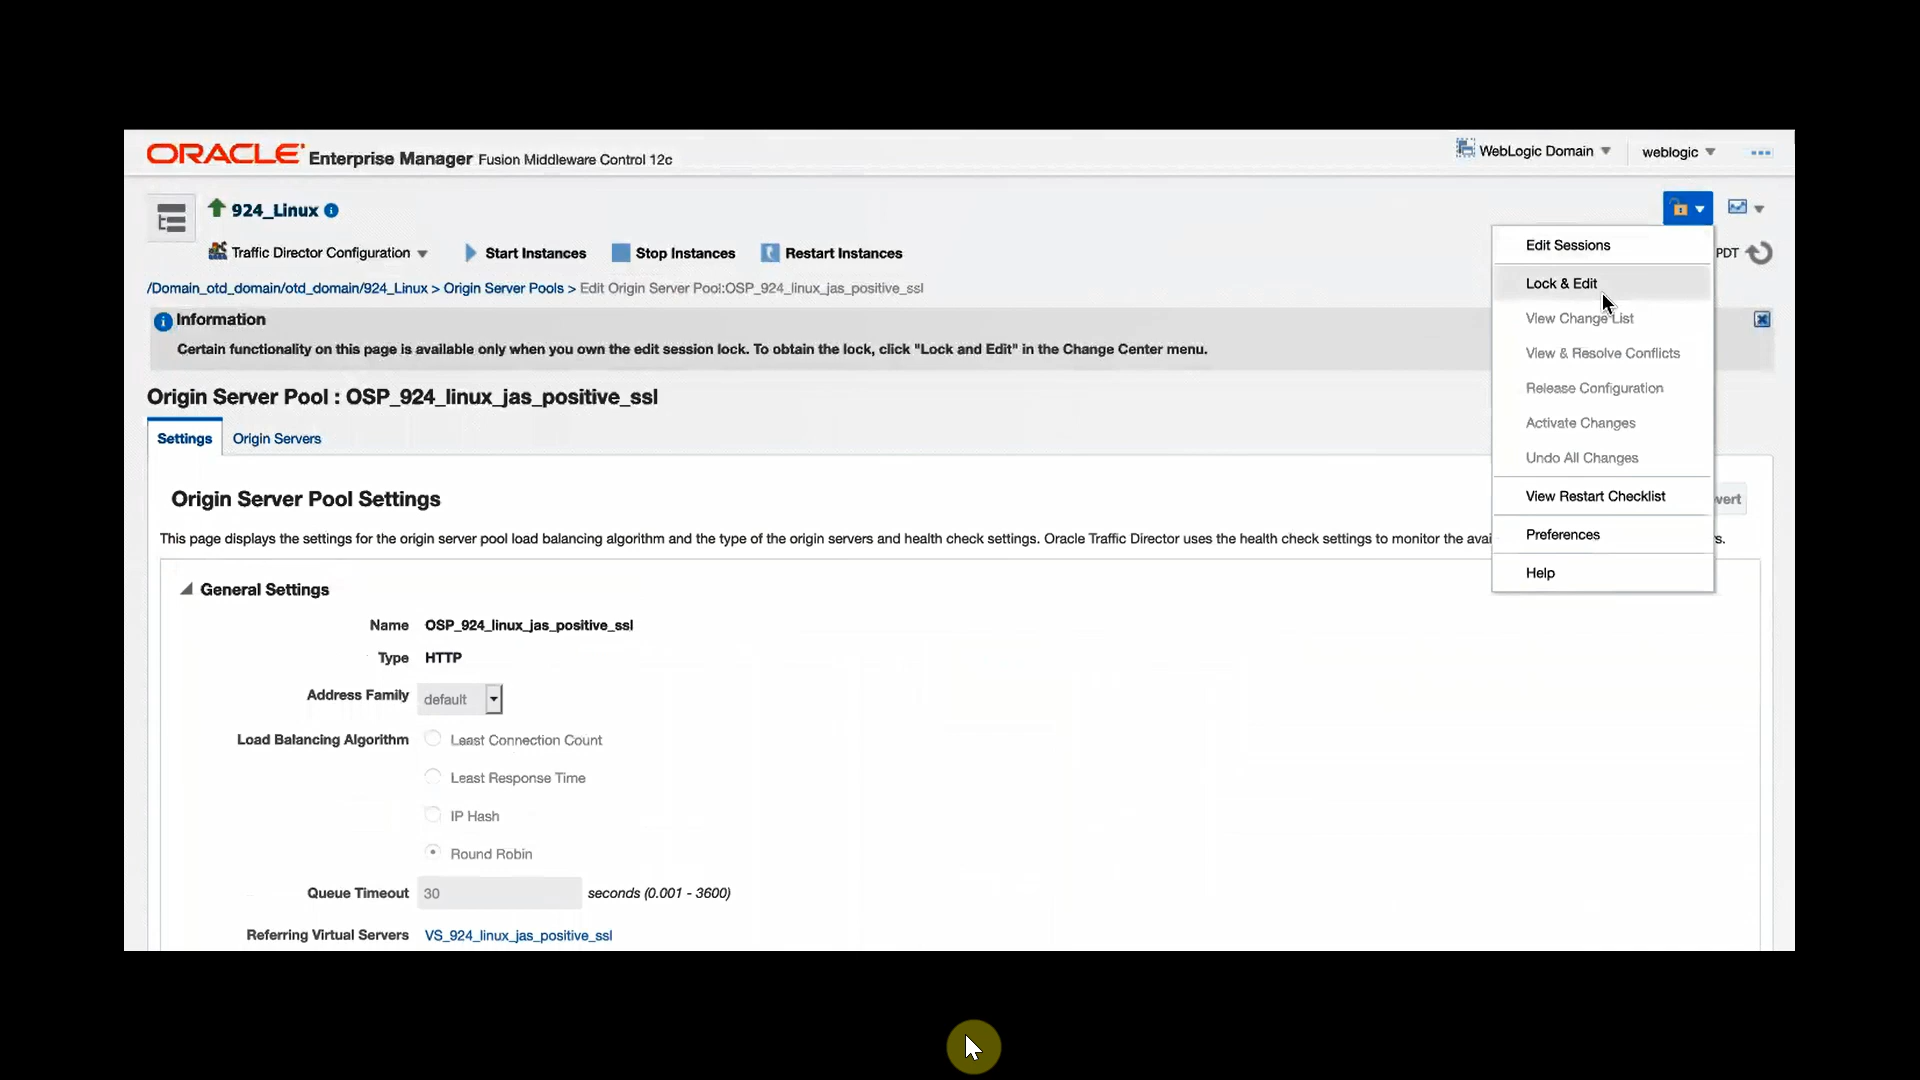 ORACLE Enterprise Manager Fusion Middleware Control 12c
WebLogic Domain
weblogic
924_Linux
Traffic Director Configuration
Start Instances
Stop Instances
Restart Instances
PDT
/Domain_otd_domain/otd_domain/924_Linux > Origin Server Pools > Edit Origin Server Pool:OSP_924_linux_jas_positive_ssl
Information
Certain functionality on this page is available only when you own the edit session lock. To obtain the lock, click "Lock and Edit" in the Change Center menu.
Edit Sessions
Lock & Edit
View Change List
View & Resolve Conflicts
Release Configuration
Activate Changes
Undo All Changes
View Restart Checklist
Preferences
Help
Origin Server Pool : OSP_924_linux_jas_positive_ssl
Settings
Origin Servers
Origin Server Pool Settings
This page displays the settings for the origin server pool load balancing algorithm and the type of the origin servers and health check settings. Oracle Traffic Director uses the health check settings to monitor the
General Settings
Name OSP_924_linux_jas_positive_ssl
Type HTTP
Address Family default
Load Balancing Algorithm Least Connection Count
Least Response Time
IP Hash
Round Robin
Queue Timeout 30 seconds (0.001 - 3600)
Referring Virtual Servers VS_924_linux_jas_positive_ssl